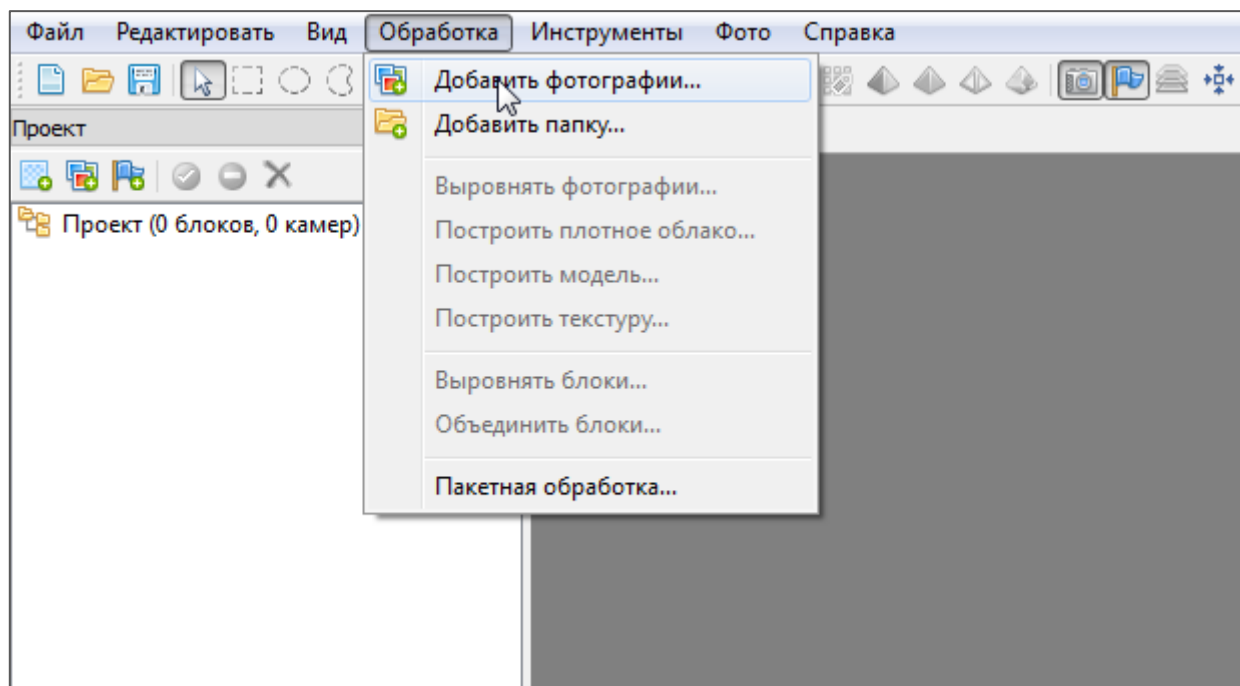 Файл Редактировать Вид Обработка Инструменты Фото Справка
Добавить фотографии...
Добавить папку...
Выровнять фотографии...
Построить плотное облако...
Построить модель...
Построить текстуру...
Выровнять блоки...
Объединить блоки...
Пакетная обработка...
Проект
Проект (0 блоков, 0 камер)